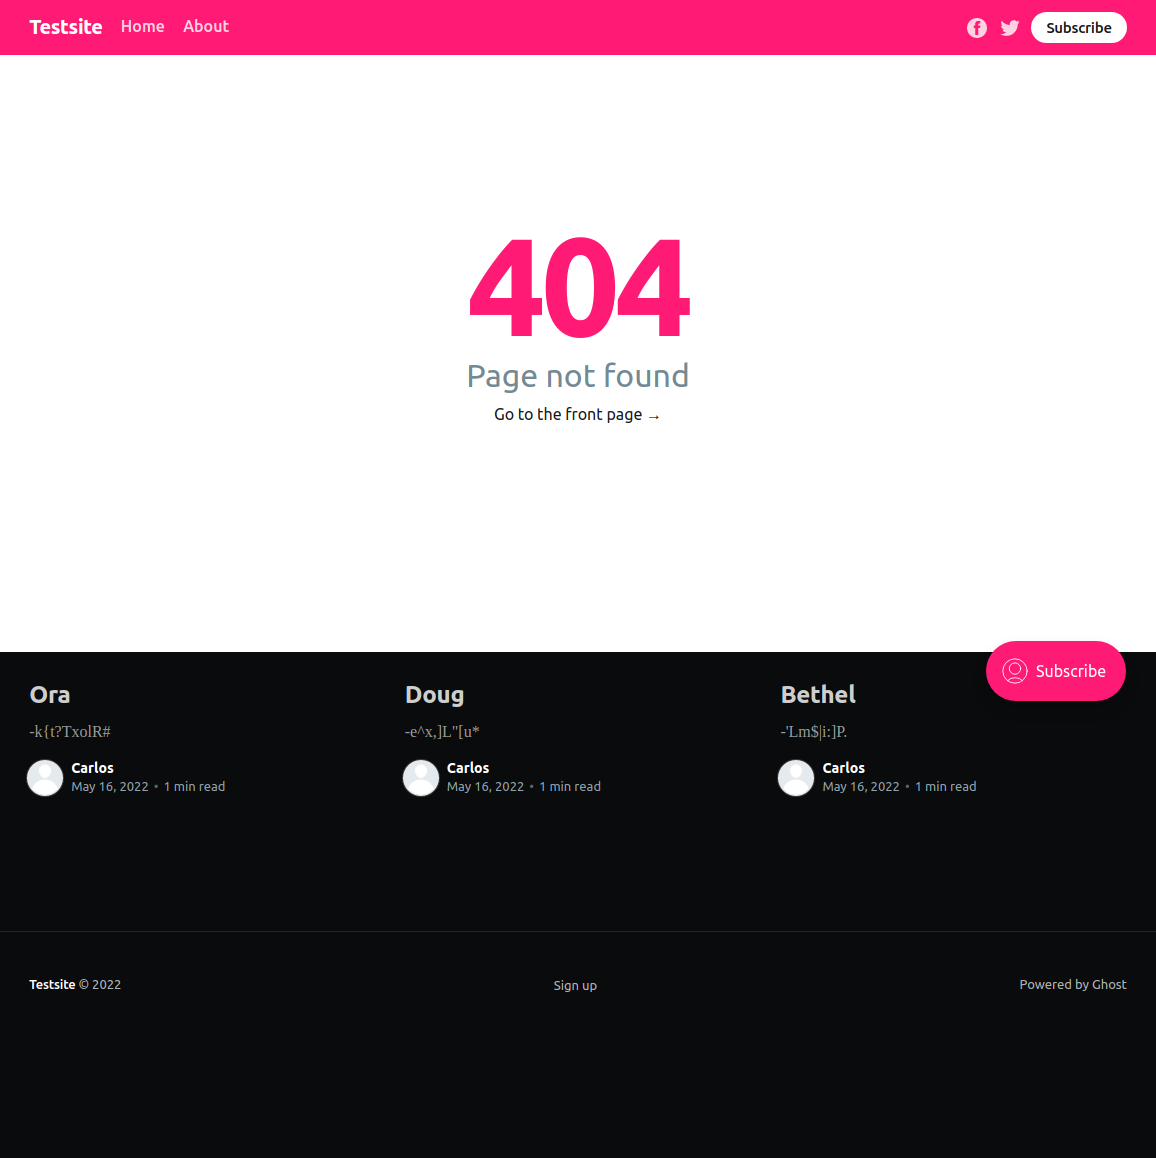 Testsite Home About Subscribe
404
Page not found
Go to the front page →
Subscribe
Ora
-k{t?TxolR#
Carlos
May 16, 2022 • 1 min read
Doug
-e^x,]L"[u*
Carlos
May 16, 2022 • 1 min read
Bethel
-'Lm$|i:]P.
Carlos
May 16, 2022 • 1 min read
Testsite © 2022
Sign up
Powered by Ghost